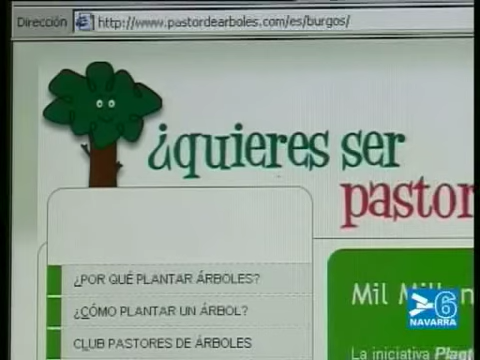 Dirección http://www.pastordearboles.com/es/burgos/
¿quieres ser
pastor
¿POR QUÉ PLANTAR ÁRBOLES?
¿CÓMO PLANTAR UN ÁRBOL?
CLUB PASTORES DE ÁRBOLES
Mil
La iniciativa
6
NAVARRA